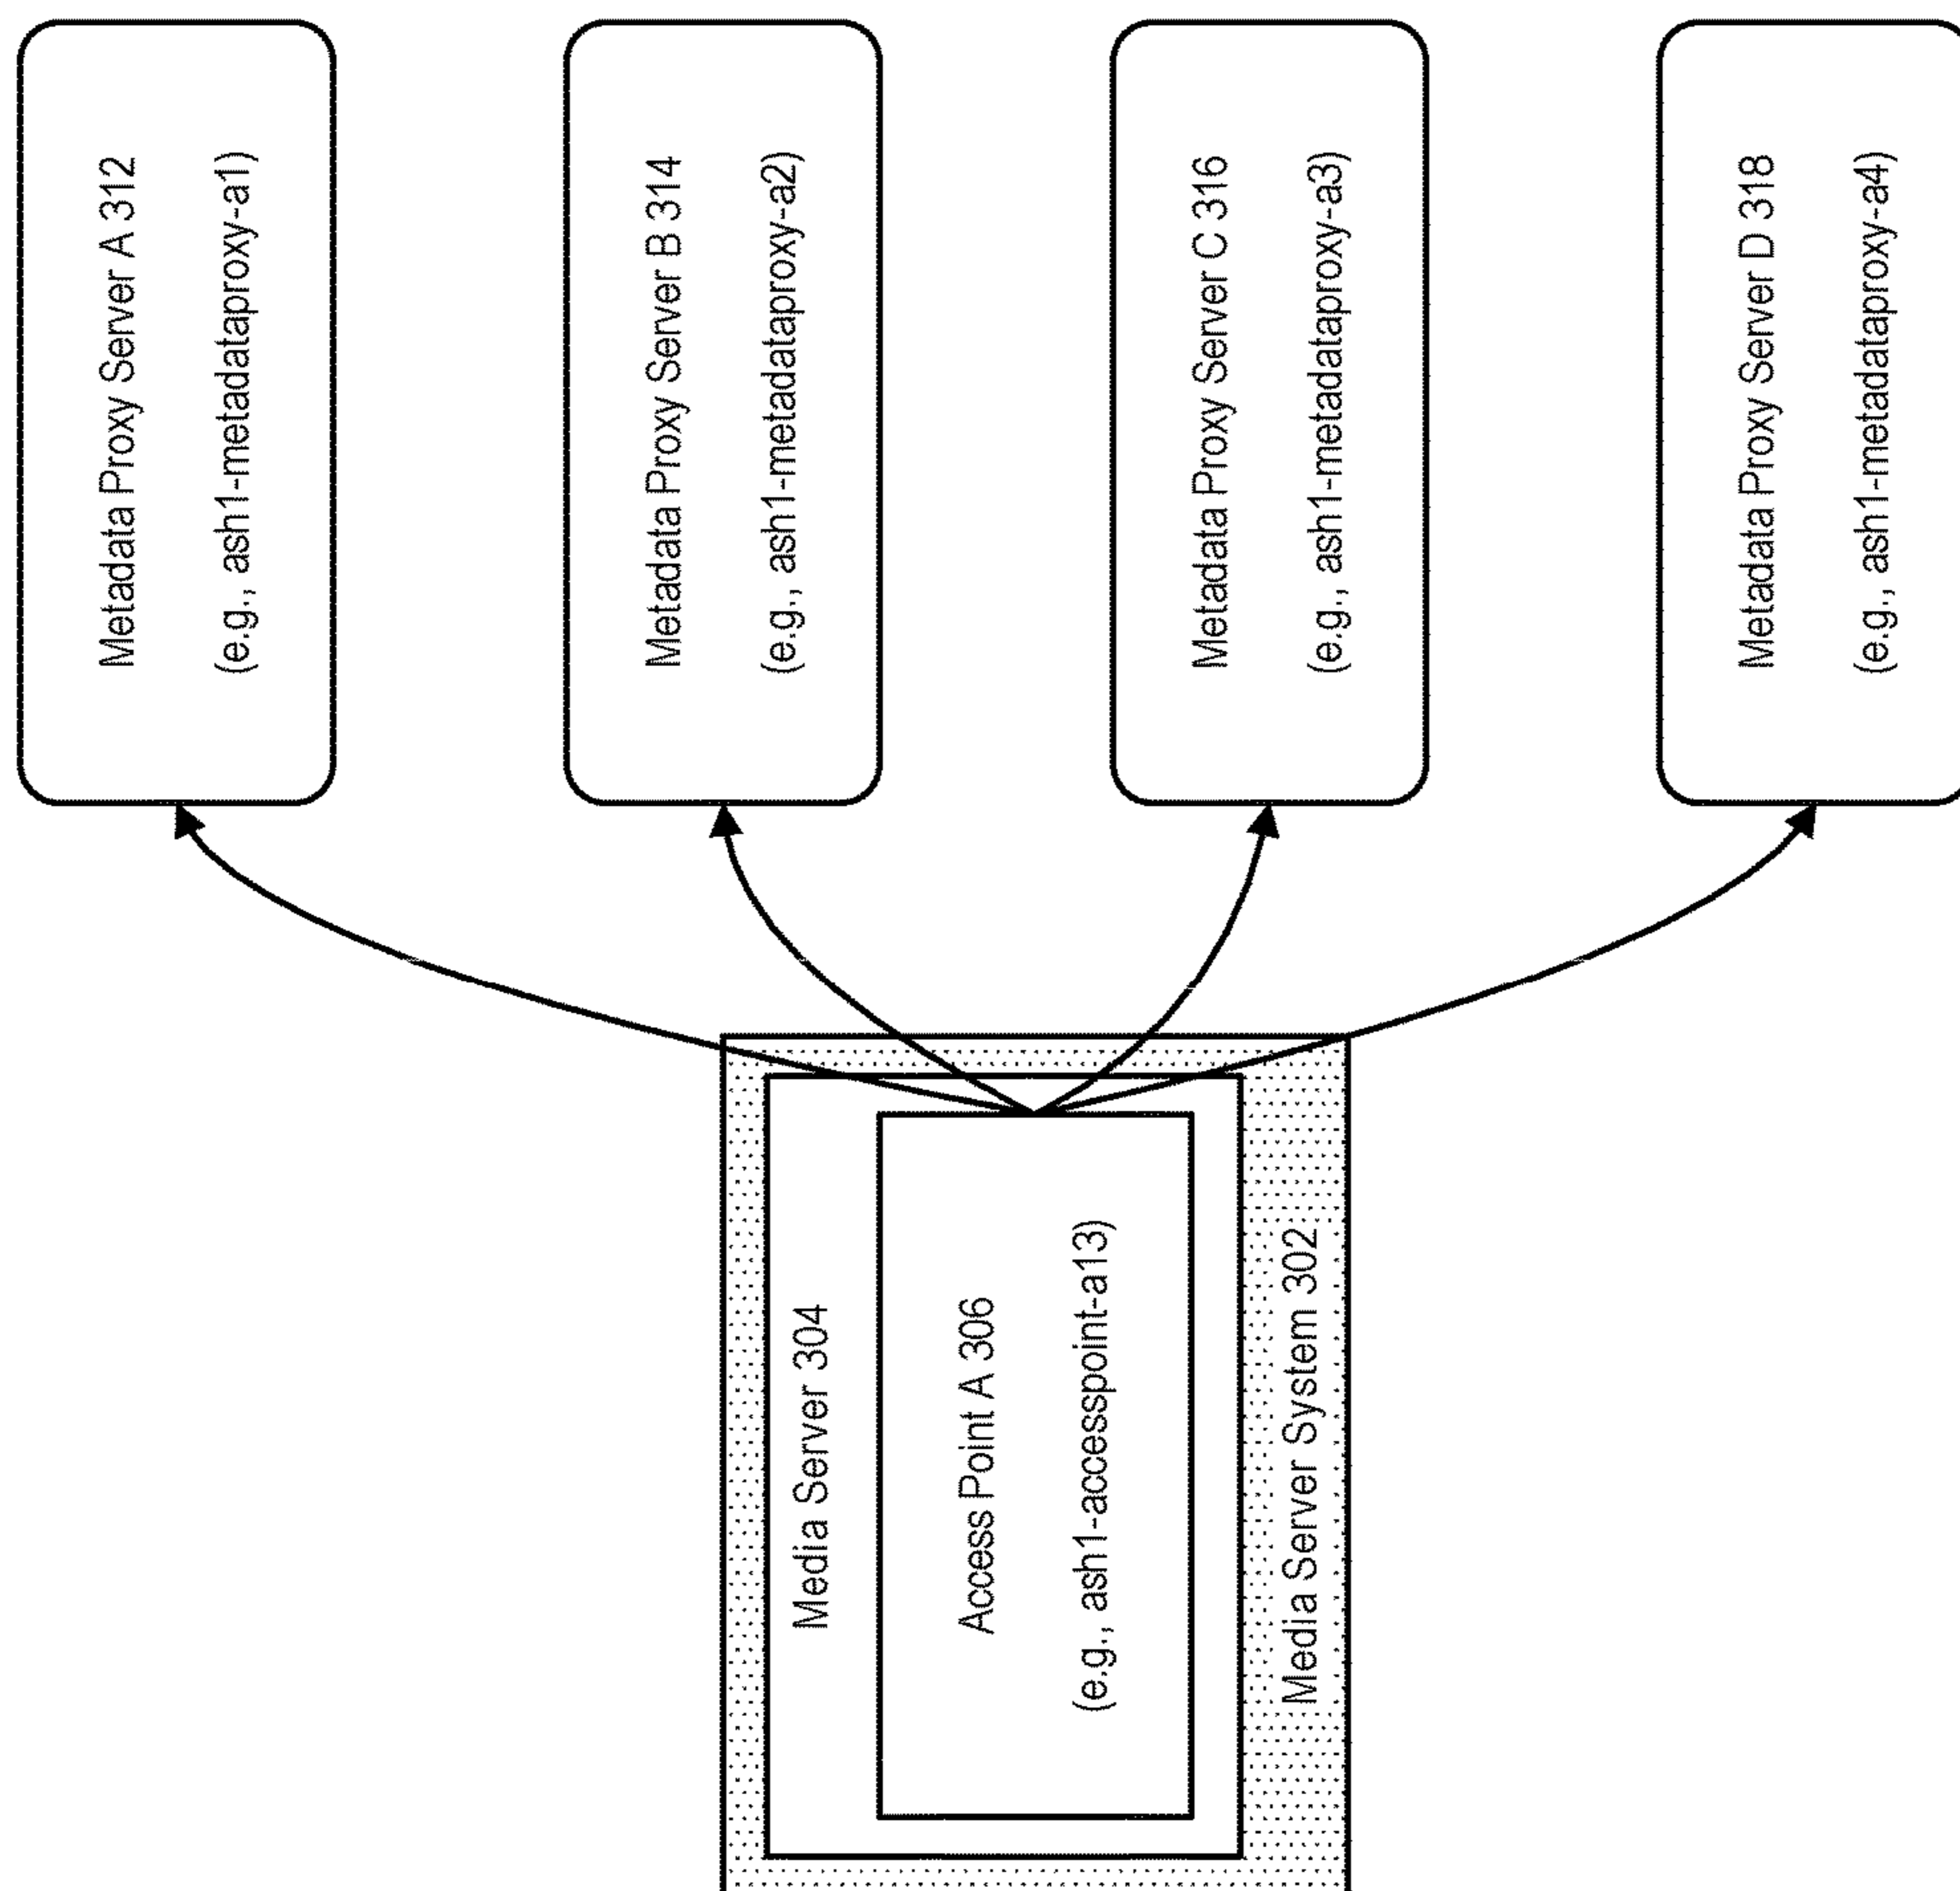 Metadata Proxy Server A 312
(e.g., ash1-metadataproxy-a1)
Metadata Proxy Server B 314
(e.g., ash1-metadataproxy-a2)
Metadata Proxy Server C 316
(e.g., ash1-metadataproxy-a3)
Metadata Proxy Server D 318
(e.g., ash1-metadataproxy-a4)
Media Server 304
Access Point A 306
(e.g., ash1-accesspoint-a13)
Media Server System 302